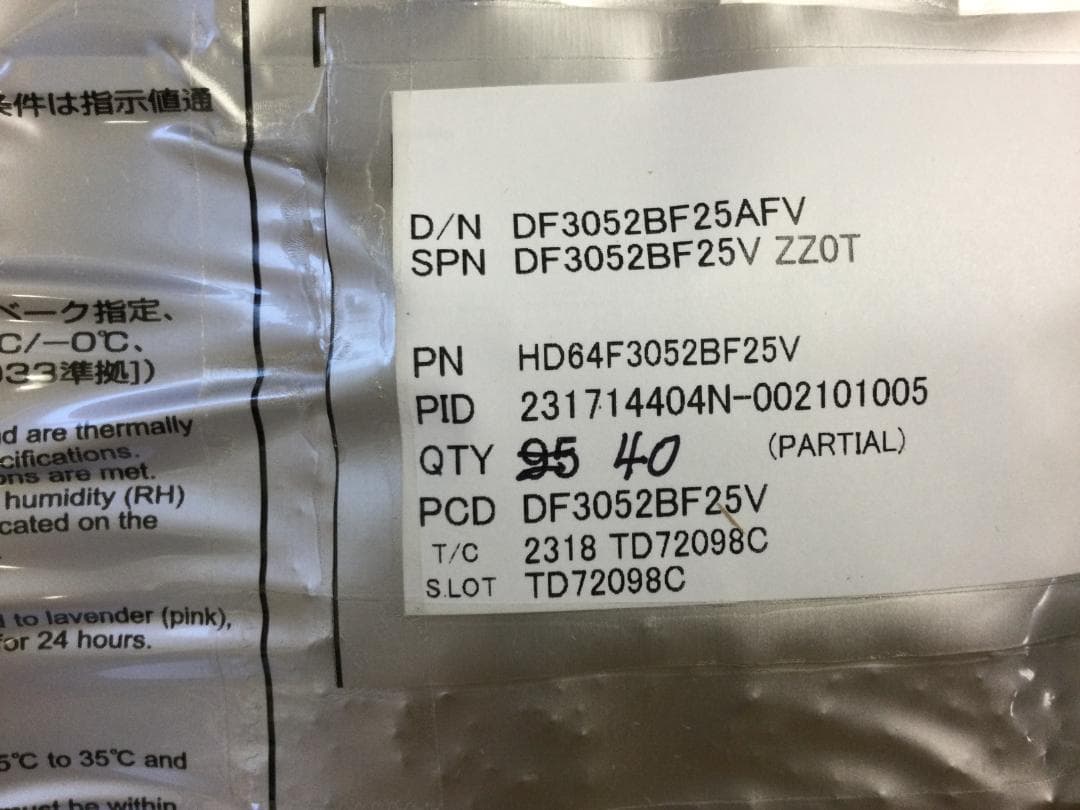 条件は指示値通
ベーク指定、
C/−0℃、
033準拠])
d are thermally
cifications.
ons are met.
humidity (RH)
cated on the
to lavender (pink),
for 24 hours.
5℃ to 35℃ and
must be within
D/N DF3052BF25AFV
SPN DF3052BF25V ZZ0T
PN HD64F3052BF25V
PID 231714404N-002101005
QTY 95 40 (PARTIAL)
PCD DF3052BF25V
T/C 2318 TD72098C
S.LOT TD72098C